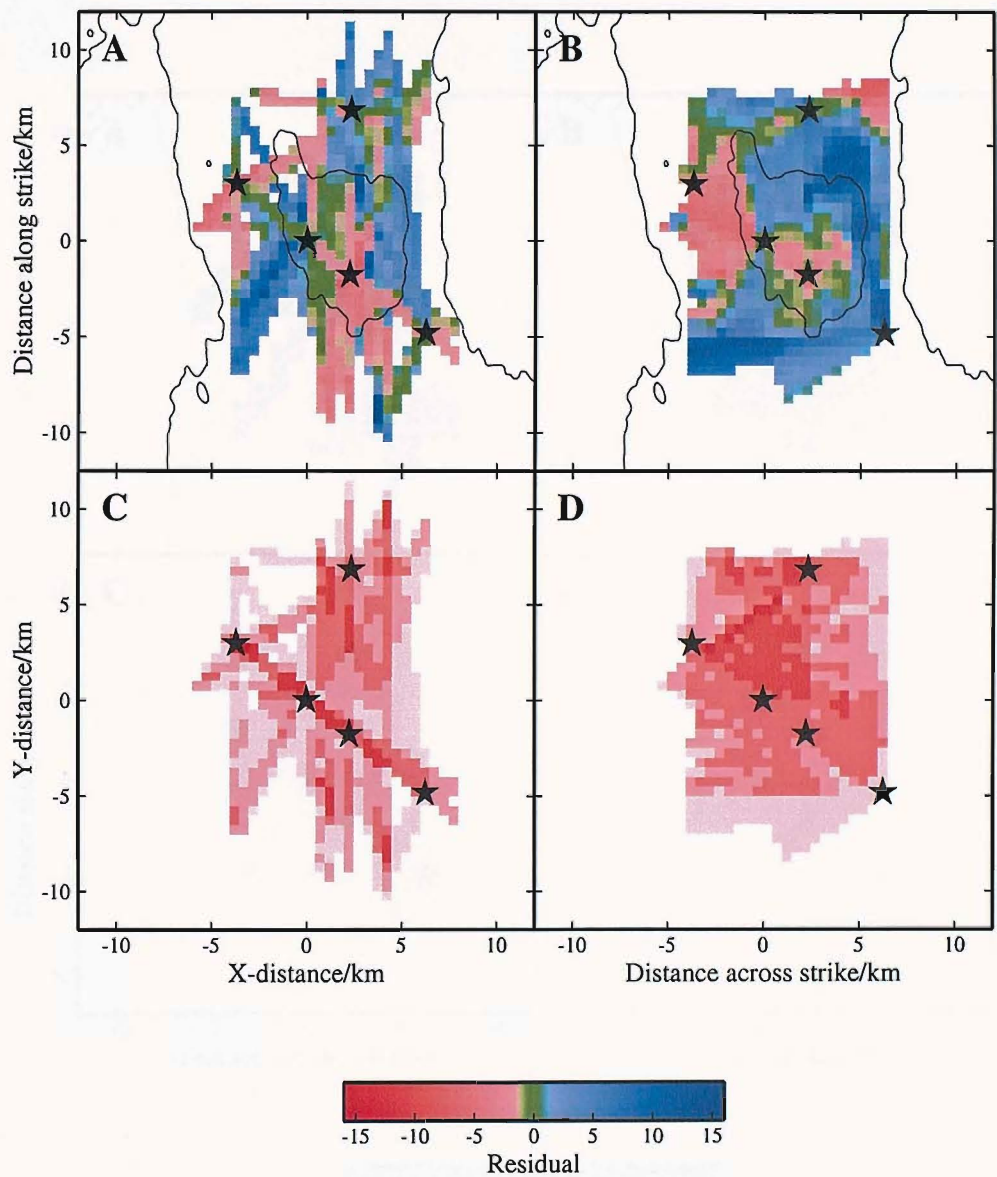 A
B
Distance along strike/km
10
5
0
-5
-10
C
D
Y-distance/km
10
5
0
-5
-10
-10 -5 0 5 10
-10 -5 0 5 10
X-distance/km
Distance across strike/km
-15 -10 -5 0 5 10 15
Residual